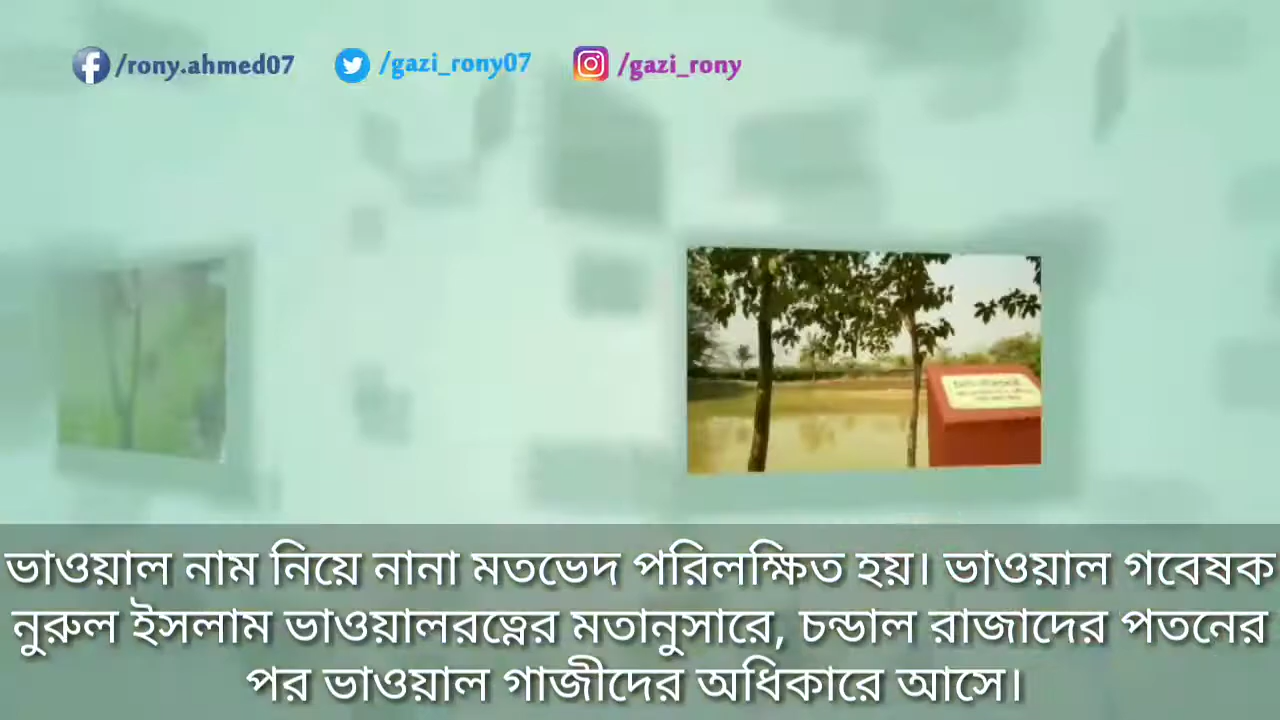 /rony.ahmed07 /gazi_rony07 /gazi_rony
ভাওয়াল নাম নিয়ে নানা মতভেদ পরিলক্ষিত হয়। ভাওয়াল গবেষক
নুরুল ইসলাম ভাওয়ালরত্নের মতানুসারে, চন্ডাল রাজাদের পতনের
পর ভাওয়াল গাজীদের অধিকারে আসে।